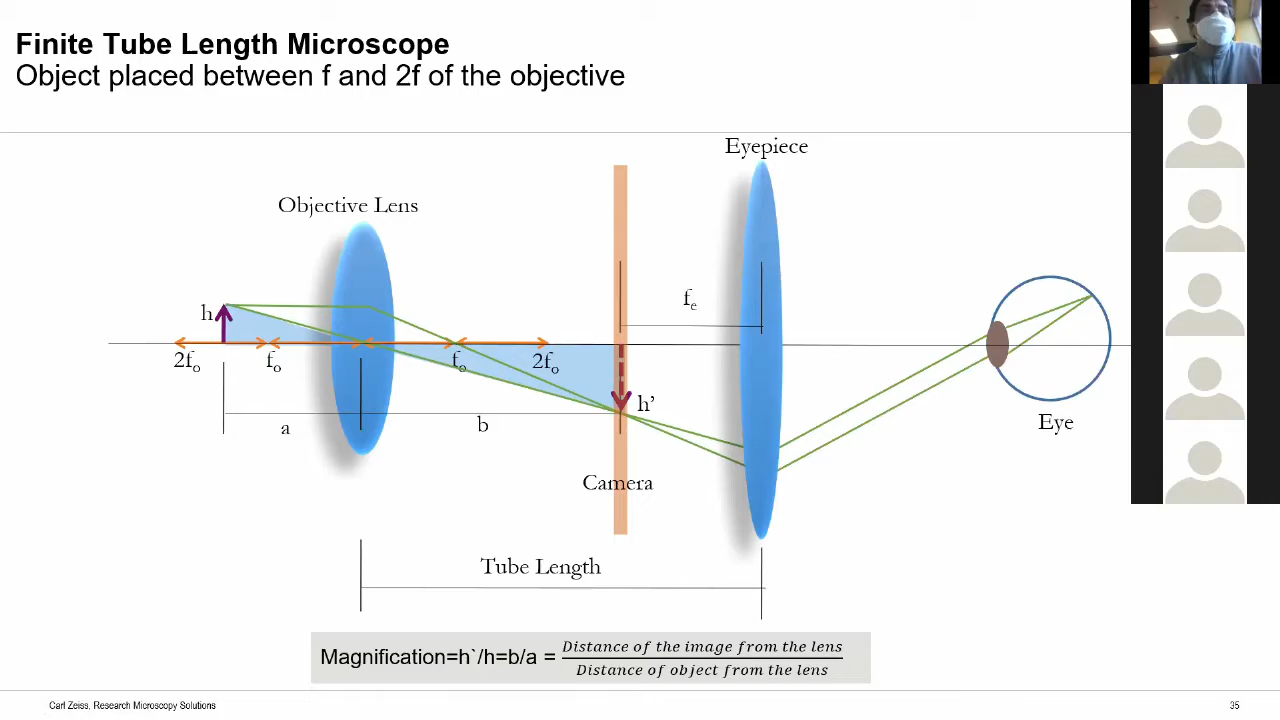 Finite Tube Length Microscope
Object placed between f and 2f of the objective
Eyepiece
Objective Lens
h
fₑ
2fₒ
fₒ
fₒ
2fₒ
a
b
h’
Eye
Camera
Tube Length
Magnification=h`/h=b/a = Distance of the image from the lens
Distance of object from the lens
Carl Zeiss, Research Microscopy Solutions
35